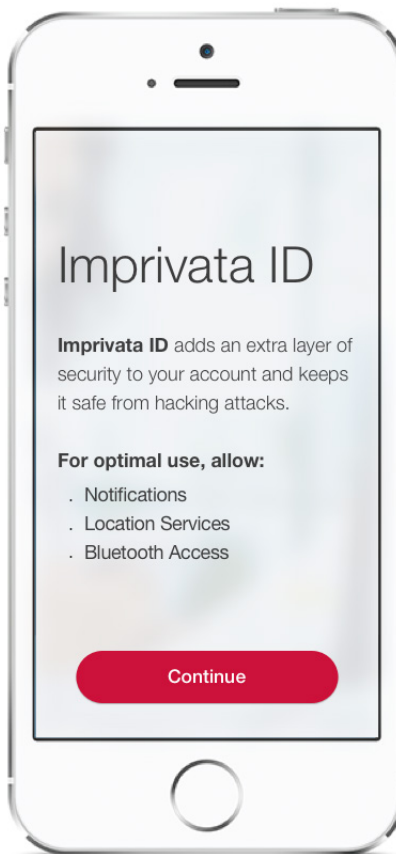 Imprivata ID
Imprivata ID adds an extra layer of
security to your account and keeps
it safe from hacking attacks.
For optimal use, allow:
. Notifications
. Location Services
. Bluetooth Access
Continue